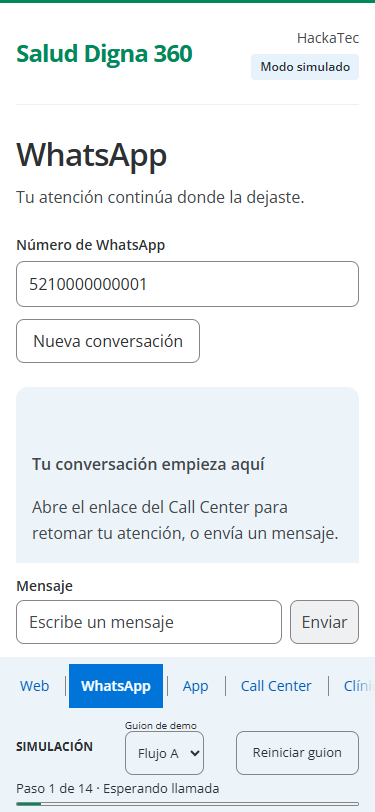 Salud Digna 360
HackaTec
Modo simulado
WhatsApp
Tu atención continúa donde la dejaste.
Número de WhatsApp
5210000000001
Nueva conversación
Tu conversación empieza aquí
Abre el enlace del Call Center para
retomar tu atención, o envía un mensaje.
Mensaje
Escribe un mensaje
Enviar
Web
WhatsApp
App
Call Center
Clíni
Guion de demo
SIMULACIÓN
Flujo A
Reiniciar guion
Paso 1 de 14 · Esperando llamada